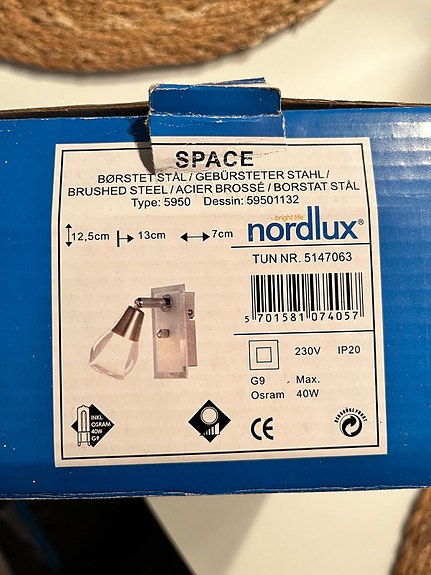 SPACE
BØRSTET STÅL / GEBÜRSTETER STAHL /
BRUSHED STEEL / ACIER BROSSÉ / BORSTAT STÅL
Type: 5950 Dessin: 59501132
12,5cm 13cm 7cm
bright life
nordlux®
TUN NR. 5147063
5 701581 074057
230V IP20
G9 Max.
Osram 40W
INKL
OSRAM
40W
G9
CE